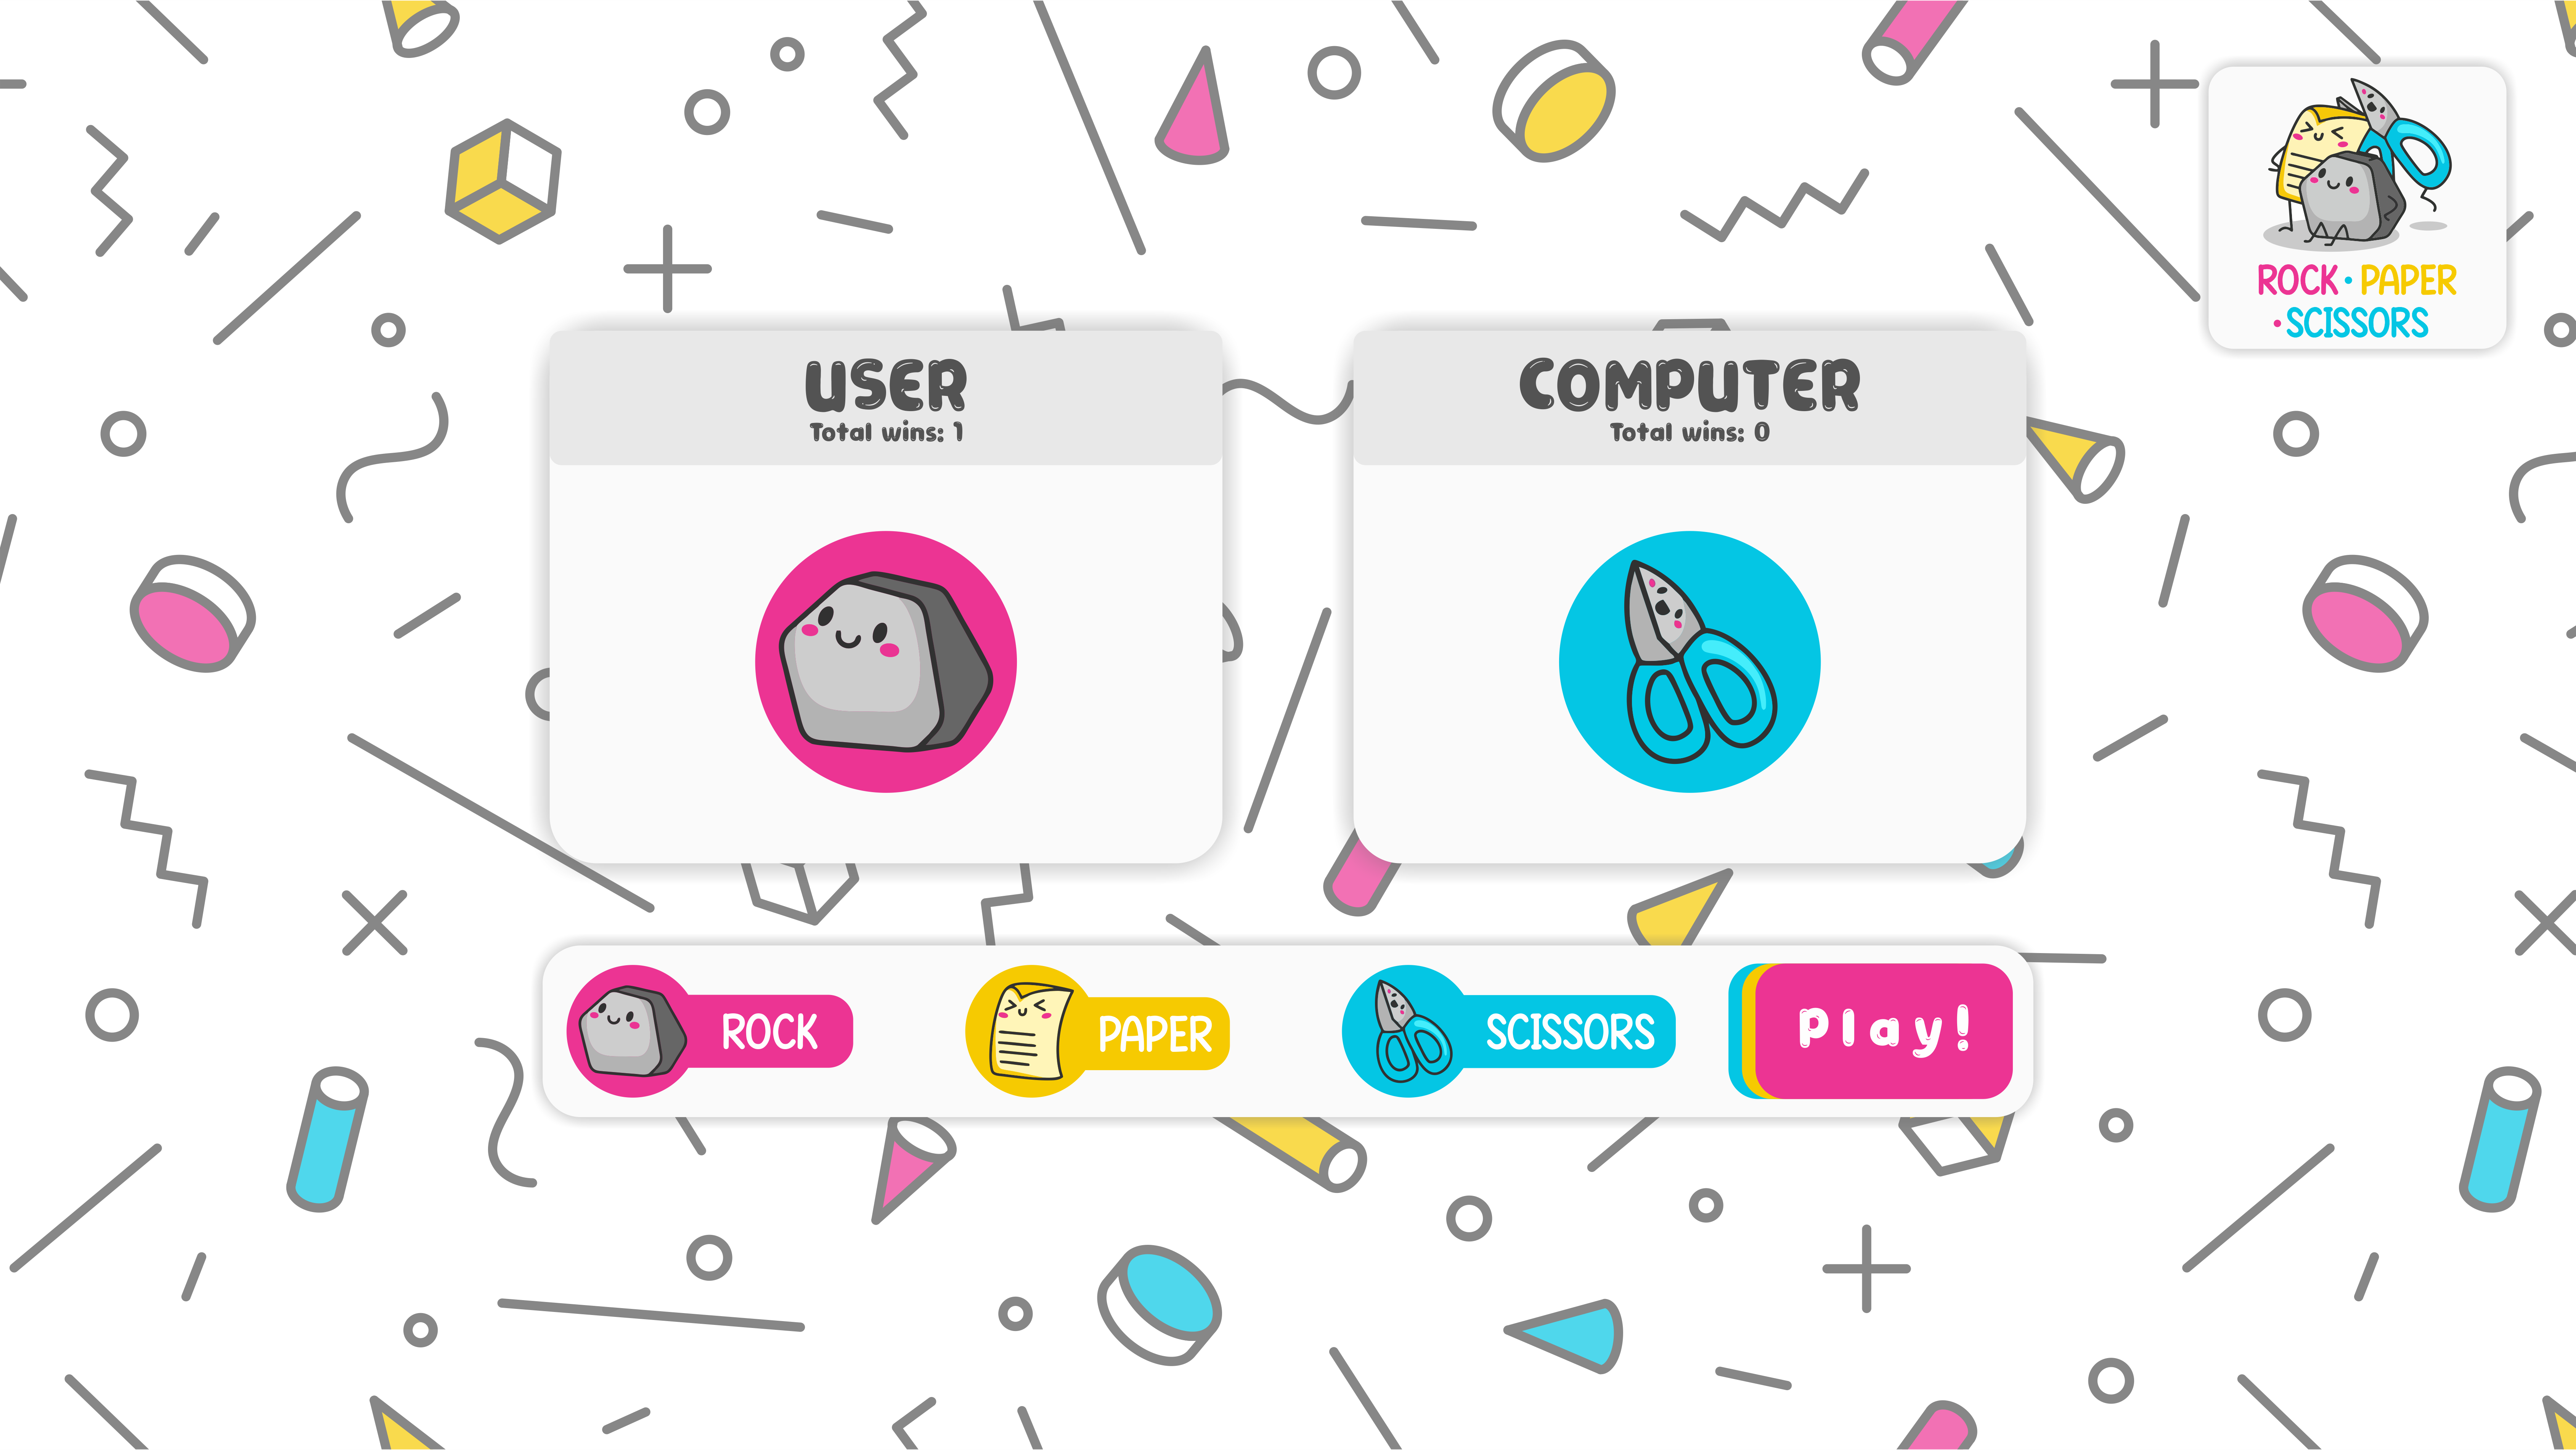 ROCK • PAPER
• SCISSORS
USER
Total wins: 1
COMPUTER
Total wins: 0
ROCK
PAPER
SCISSORS
Play!